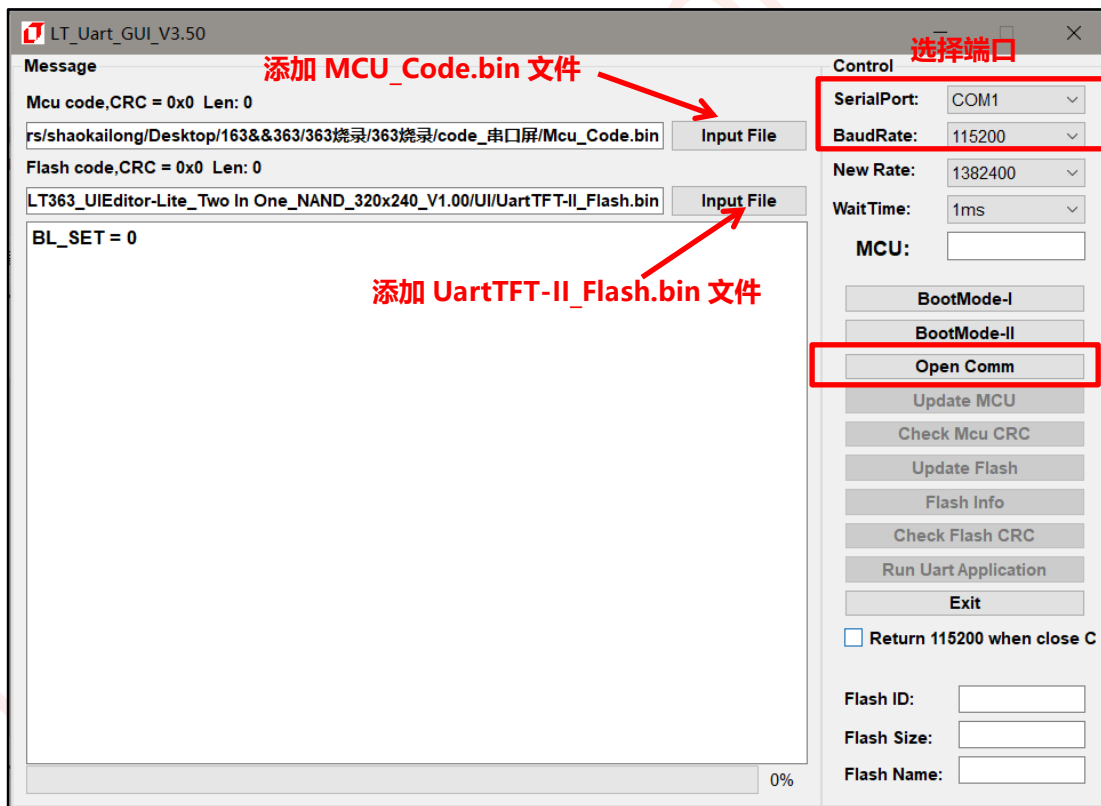 LT_Uart_GUI_V3.50
选择端口
Message
添加 MCU_Code.bin 文件
Mcu code,CRC = 0x0 Len: 0
rs/shaokailong/Desktop/163&&363/363烧录/363烧录/code_串口屏/Mcu_Code.bin
Input File
Flash code,CRC = 0x0 Len: 0
LT363_UIEditor-Lite_Two In One_NAND_320x240_V1.00/UI/UartTFT-II_Flash.bin
Input File
BL_SET = 0
添加 UartTFT-II_Flash.bin 文件
0%
Control
SerialPort:
COM1
BaudRate:
115200
New Rate:
1382400
WaitTime:
1ms
MCU:
BootMode-I
BootMode-II
Open Comm
Update MCU
Check Mcu CRC
Update Flash
Flash Info
Check Flash CRC
Run Uart Application
Exit
Return 115200 when close C
Flash ID:
Flash Size:
Flash Name: